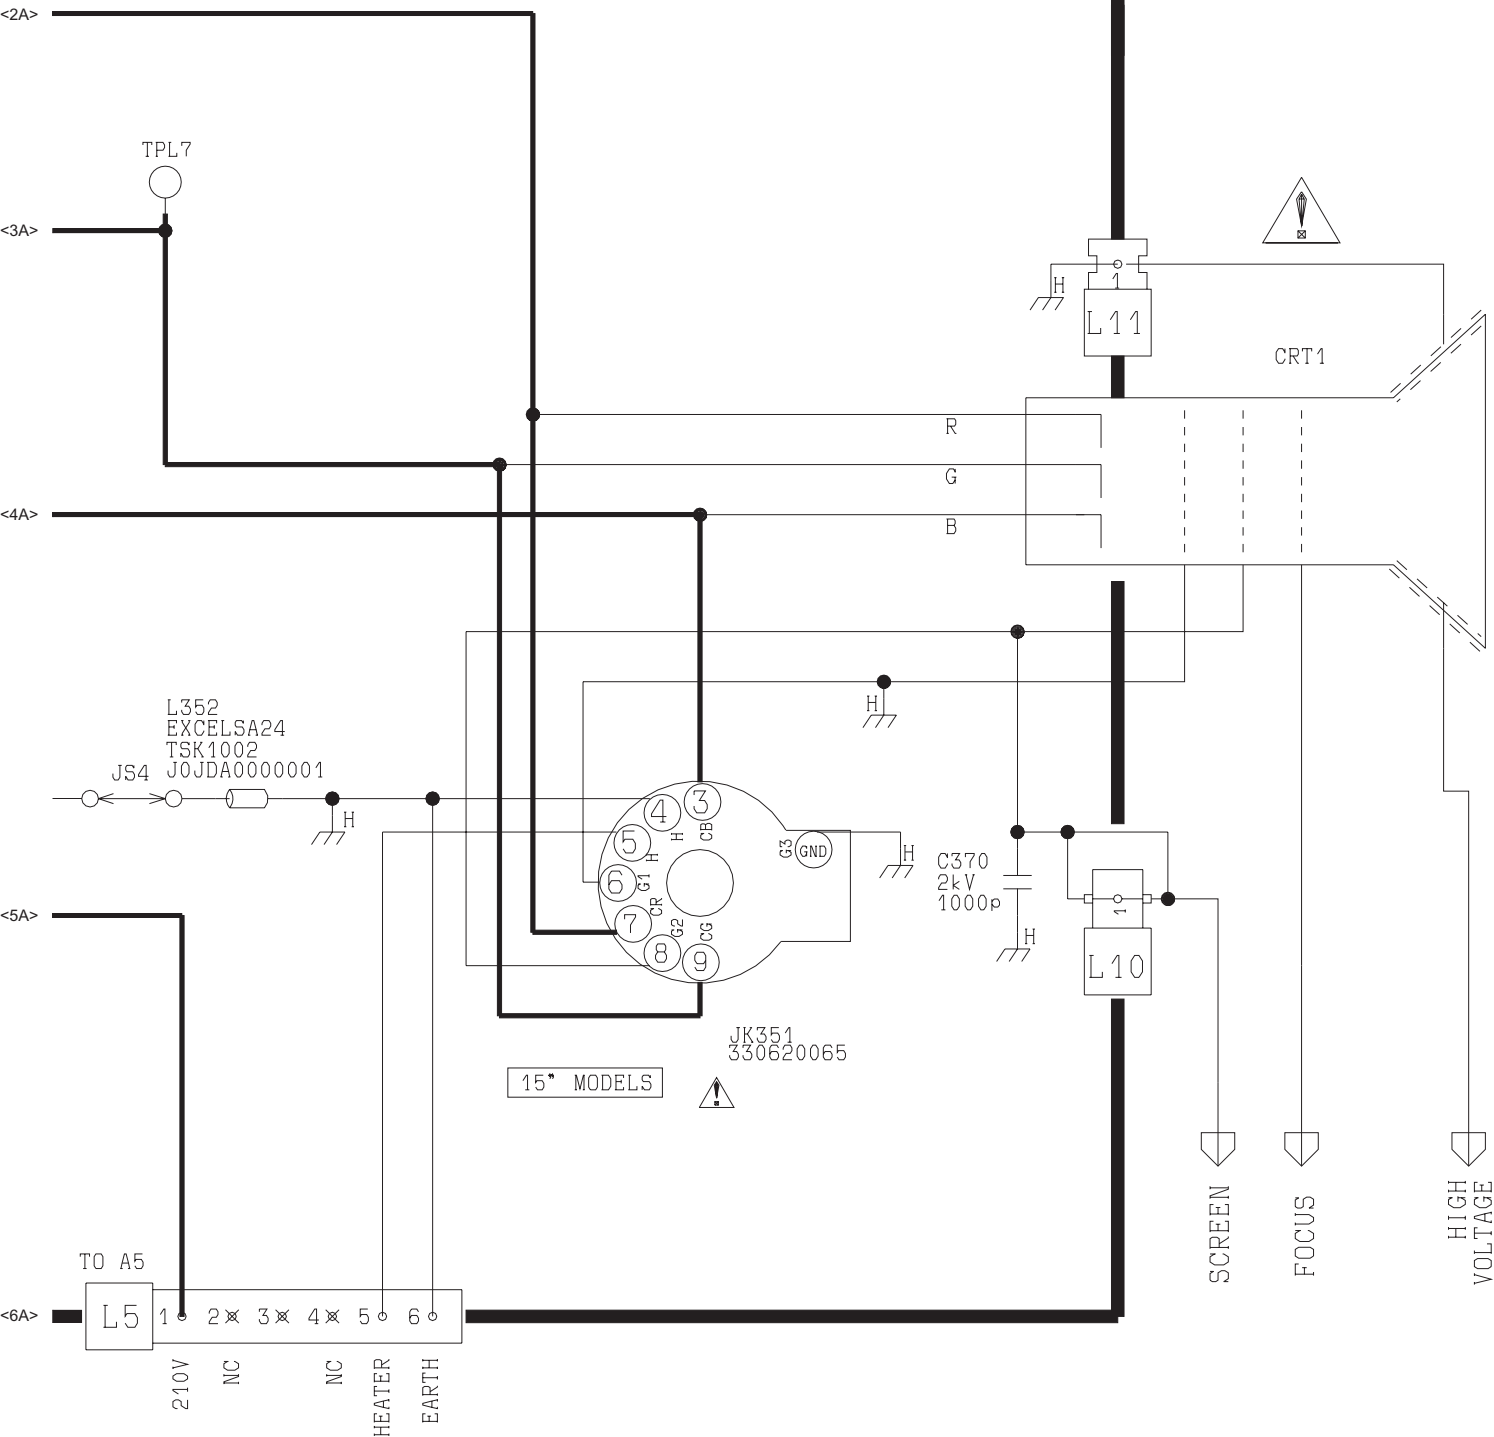 <2A>
TPL7
<3A>
H
1
L11
CRT1
R
G
<4A>
B
H
L352
EXCELSA24
TSK1002
J0JDA0000001
JS4
H
3
CB
4
H
5
H
6
G1
7
CR
8
G2
9
CG
G3
GND
H
C370
2kV
1000p
H
1
L10
<5A>
JK351
330620065
15" MODELS
!
SCREEN
FOCUS
HIGH
VOLTAGE
TO A5
<6A>
L5
1 2 3 4 5 6
210V
NC
NC
HEATER
EARTH